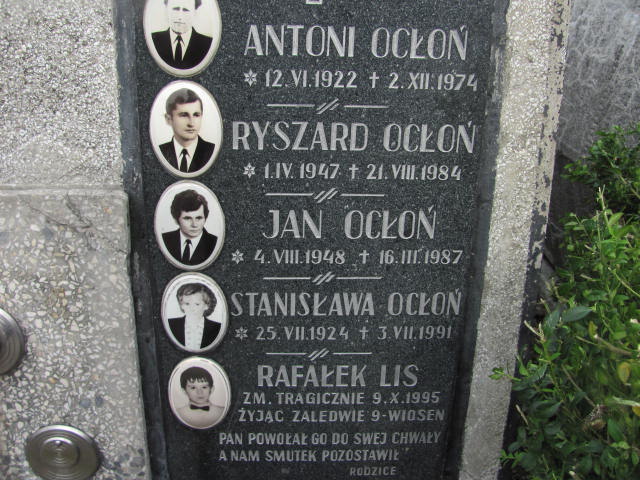 ANTONI OCŁOŃ
* 12.VI.1922 † 2.XII.1974
RYSZARD OCŁOŃ
* 1.IV.1947 † 21.VIII.1984
JAN OCŁOŃ
* 4.VIII.1948 † 16.III.1987
STANISŁAWA OCŁOŃ
* 25.VII.1924 † 3.VII.1991
RAFAŁEK LIS
ZM. TRAGICZNIE 9.X.1995
ŻYJĄC ZALEDWIE 9-WIOSEN
PAN POWOŁAŁ GO DO SWEJ CHWAŁY
A NAM SMUTEK POZOSTAWIŁ
RODZICE